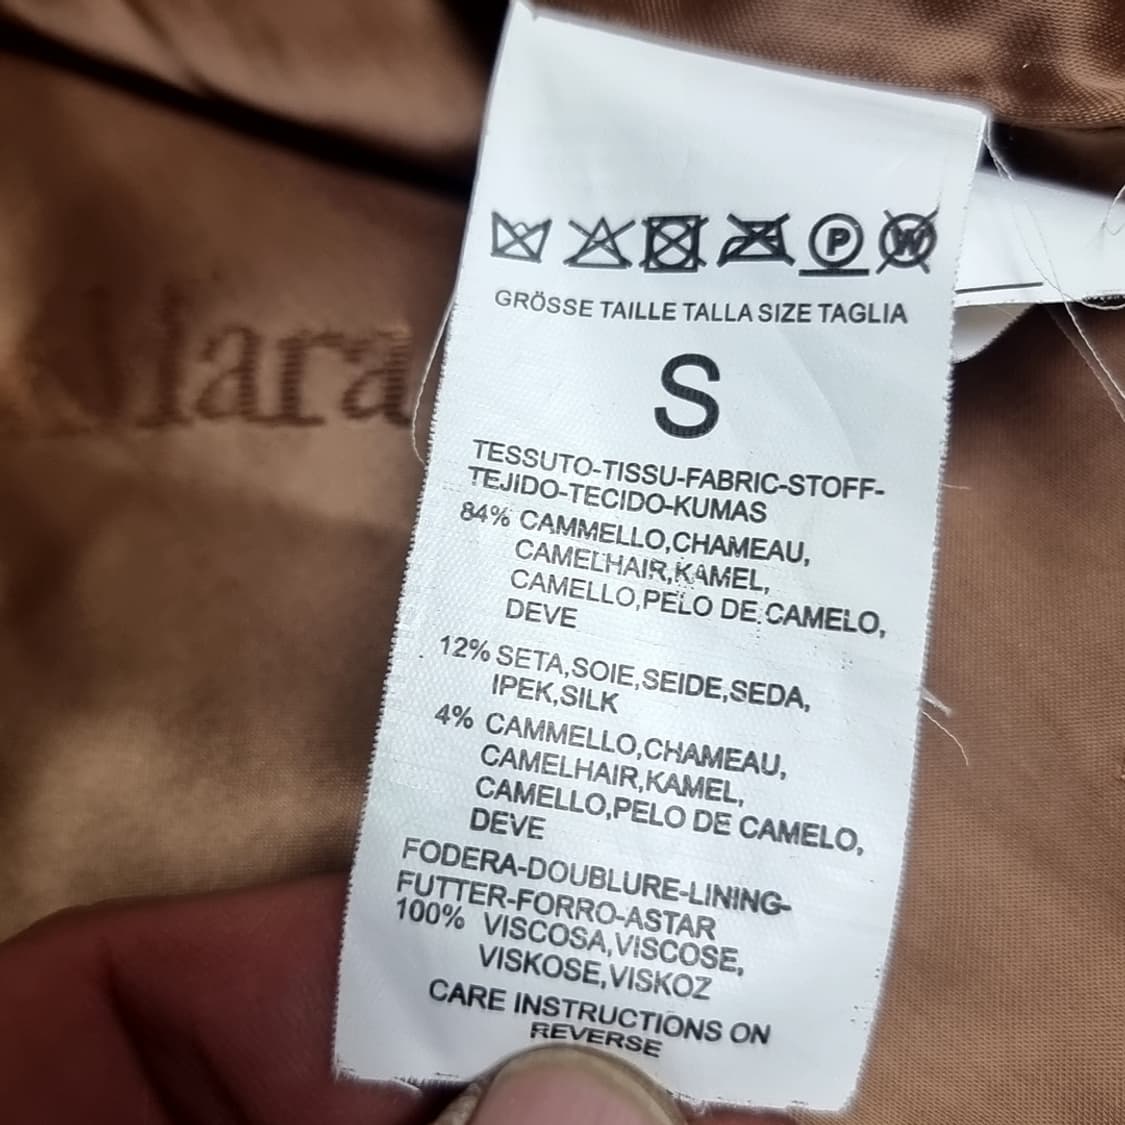 Mara
P W
GRÖSSE TAILLE TALLA SIZE TAGLIA
S
TESSUTO-TISSU-FABRIC-STOFF-
TEJIDO-TECIDO-KUMAS
84% CAMMELLO,CHAMEAU,
CAMELHAIR,KAMEL,
CAMELLO,PELO DE CAMELO,
DEVE
12% SETA,SOIE,SEIDE,SEDA,
IPEK,SILK
4% CAMMELLO,CHAMEAU,
CAMELHAIR,KAMEL,
CAMELLO,PELO DE CAMELO,
DEVE
FODERA-DOUBLURE-LINING-
FUTTER-FORRO-ASTAR
100% VISCOSA,VISCOSE,
VISKOSE,VISKOZ
CARE INSTRUCTIONS ON
REVERSE